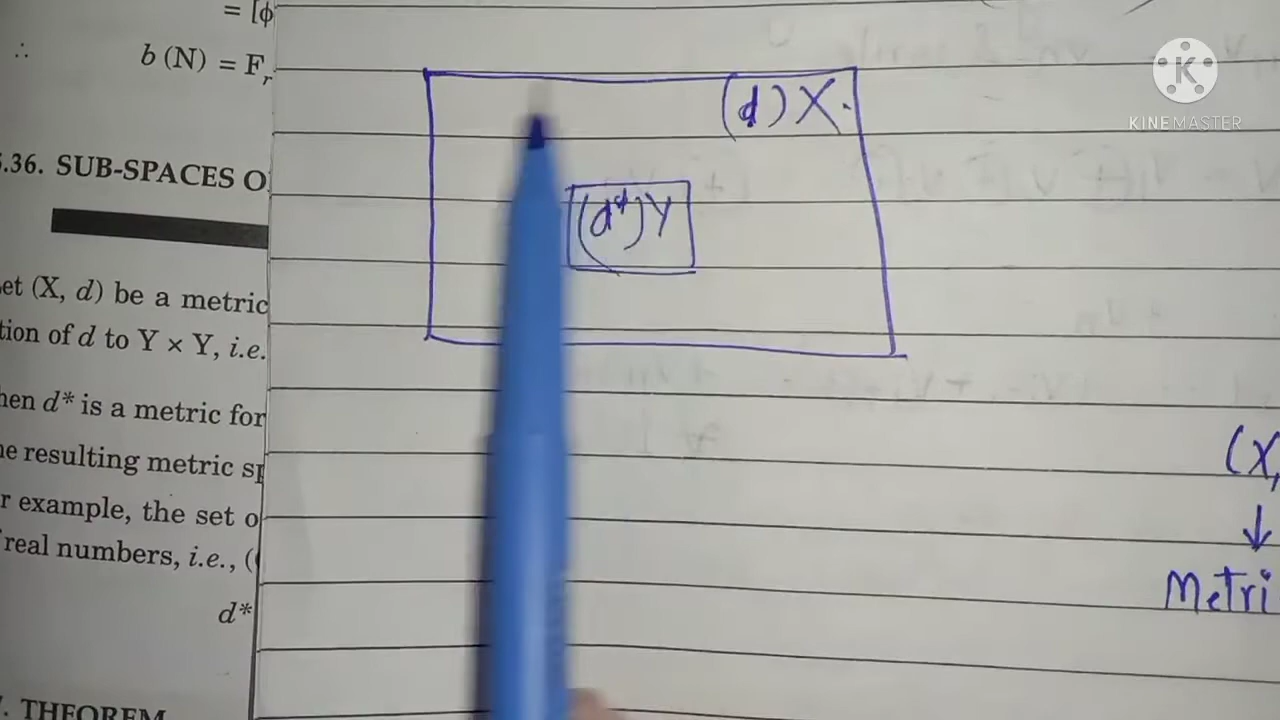 = [ϕ
∴ b (N) = Fr
.36. SUB-SPACES O
et (X, d) be a metric
tion of d to Y × Y, i.e.
hen d* is a metric for
e resulting metric sp
r example, the set o
real numbers, i.e., (
d*
. THEOREM
(d) X.
(d*) Y
(X,
↓
Metri
KINEMASTER